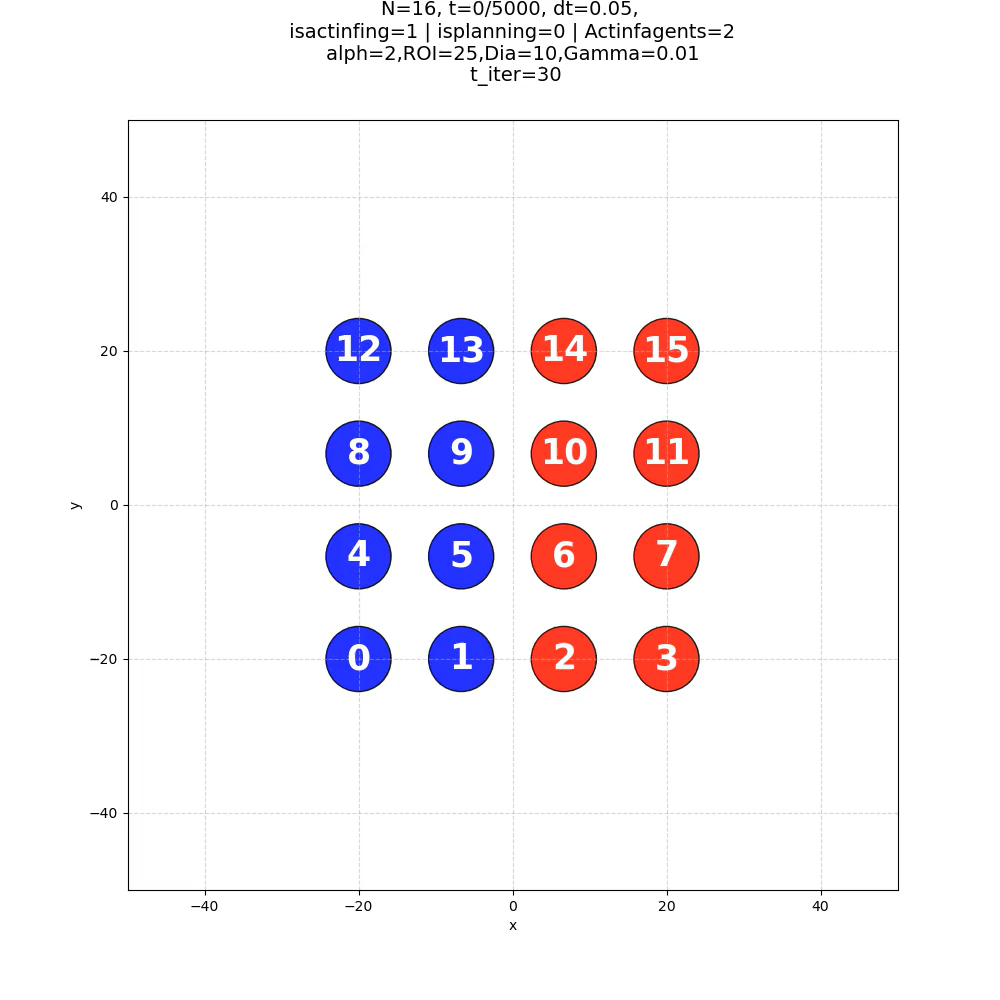 N=16, t=0/5000, dt=0.05,
isactinfing=1 | isplanning=0 | Actinfagents=2
alph=2,ROI=25,Dia=10,Gamma=0.01
t_iter=30
40
20
0
−20
−40
y
12 13 14 15
8 9 10 11
4 5 6 7
0 1 2 3
−40 −20 0 20 40
x